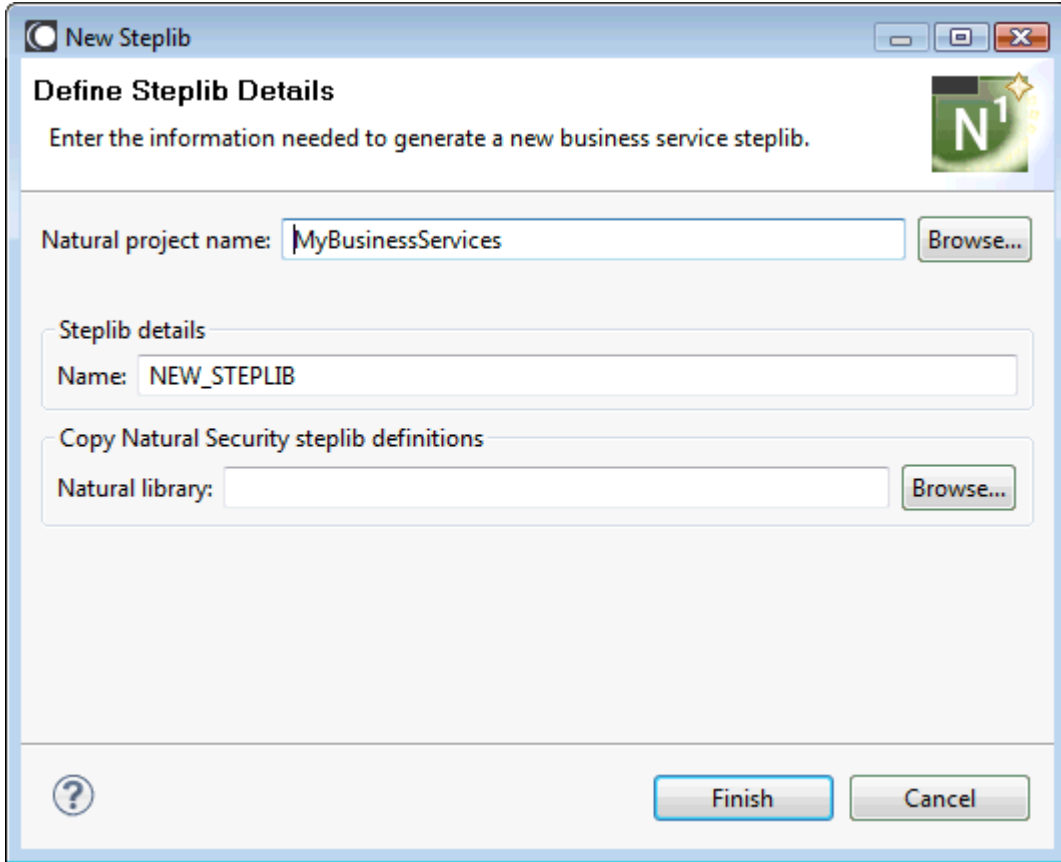 New Steplib
Define Steplib Details
Enter the information needed to generate a new business service steplib.
N1
Natural project name: MyBusinessServices Browse...
Steplib details
Name: NEW_STEPLIB
Copy Natural Security steplib definitions
Natural library: Browse...
? Finish Cancel